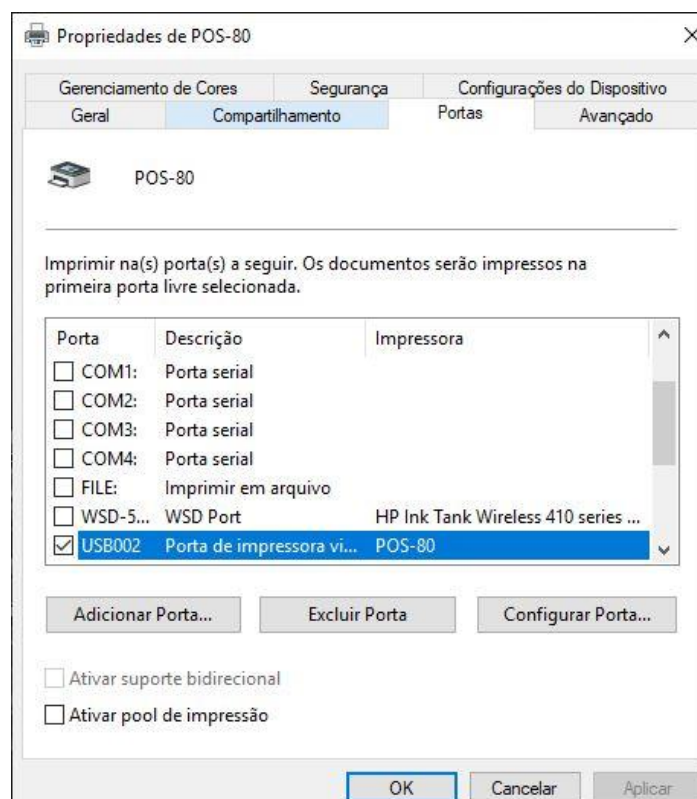 Propriedades de POS-80
Gerenciamento de Cores Segurança Configurações do Dispositivo
Geral Compartilhamento Portas Avançado
POS-80
Imprimir na(s) porta(s) a seguir. Os documentos serão impressos na
primeira porta livre selecionada.
Porta Descrição Impressora
COM1: Porta serial
COM2: Porta serial
COM3: Porta serial
COM4: Porta serial
FILE: Imprimir em arquivo
WSD-5... WSD Port HP Ink Tank Wireless 410 series ...
USB002 Porta de impressora vi... POS-80
Adicionar Porta... Excluir Porta Configurar Porta...
Ativar suporte bidirecional
Ativar pool de impressão
OK Cancelar Aplicar